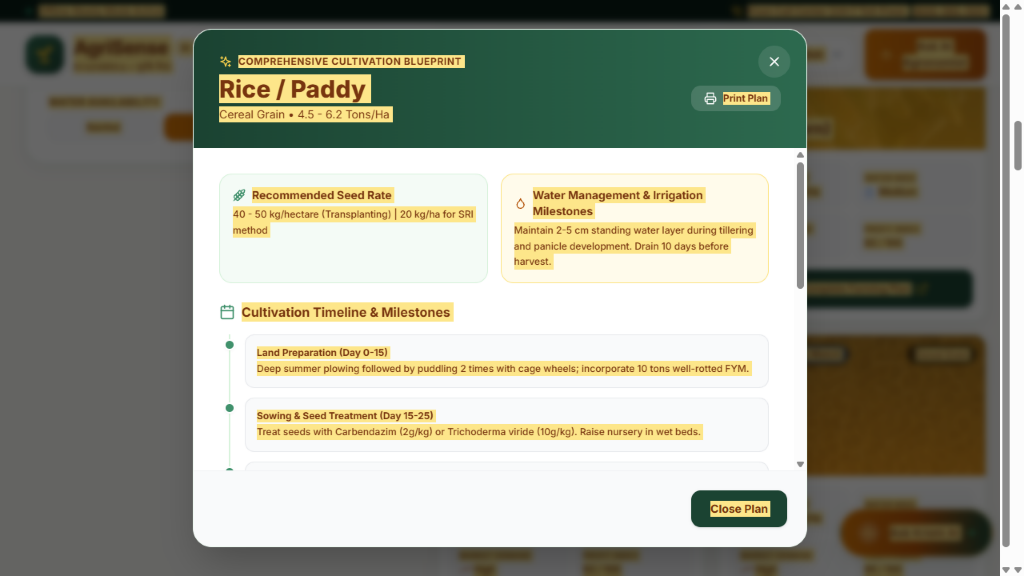 COMPREHENSIVE CULTIVATION BLUEPRINT
Rice / Paddy
Cereal Grain • 4.5 - 6.2 Tons/Ha
Print Plan
Recommended Seed Rate
40 - 50 kg/hectare (Transplanting) | 20 kg/ha for SRI
method
Water Management & Irrigation
Milestones
Maintain 2-5 cm standing water layer during tillering
and panicle development. Drain 10 days before
harvest.
Cultivation Timeline & Milestones
Land Preparation (Day 0-15)
Deep summer plowing followed by puddling 2 times with cage wheels; incorporate 10 tons well-rotted FYM.
Sowing & Seed Treatment (Day 15-25)
Treat seeds with Carbendazim (2g/kg) or Trichoderma viride (10g/kg). Raise nursery in wet beds.
Close Plan
AgriSense